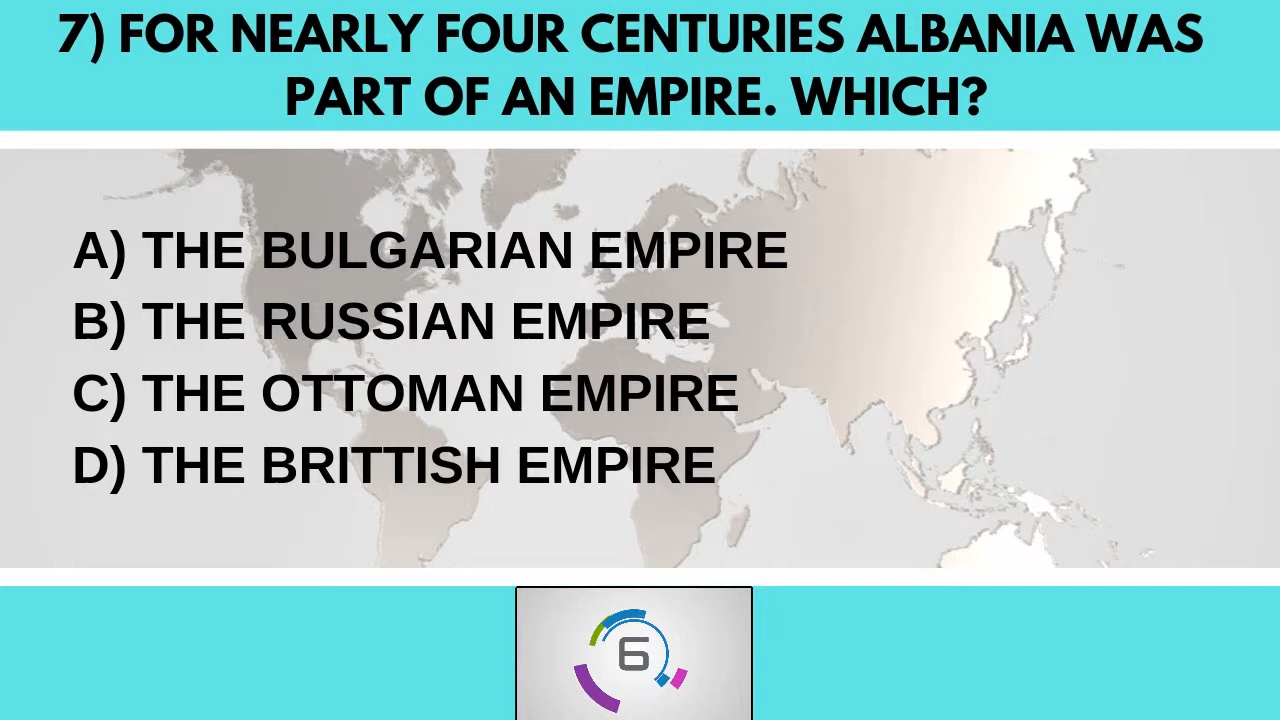 7) FOR NEARLY FOUR CENTURIES ALBANIA WAS
PART OF AN EMPIRE. WHICH?
A) THE BULGARIAN EMPIRE
B) THE RUSSIAN EMPIRE
C) THE OTTOMAN EMPIRE
D) THE BRITTISH EMPIRE
6